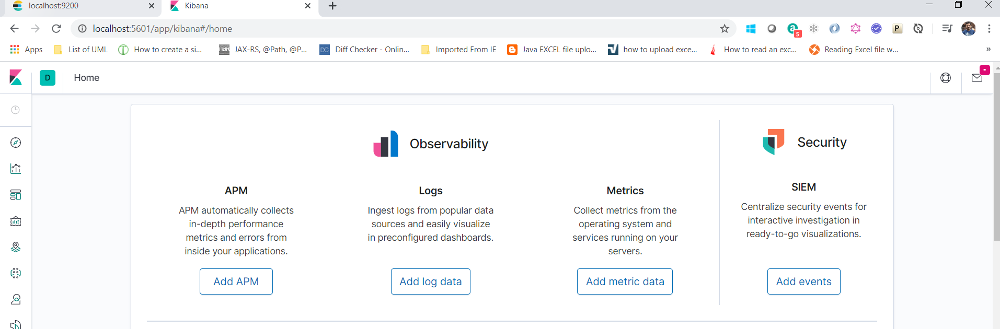 localhost:9200
Kibana
localhost:5601/app/kibana#/home
5
P
Apps
List of UML
How to create a si...
JAX-RS, @Path, @P...
DC
Diff Checker - Onlin...
Imported From IE
Java EXCEL file uplo...
how to upload exce...
How to read an exc...
Reading Excel file w...
»
D
Home
Observability
Security
APM
APM automatically collects
in-depth performance
metrics and errors from
inside your applications.
Add APM
Logs
Ingest logs from popular data
sources and easily visualize
in preconfigured dashboards.
Add log data
Metrics
Collect metrics from the
operating system and
services running on your
servers.
Add metric data
SIEM
Centralize security events for
interactive investigation in
ready-to-go visualizations.
Add events